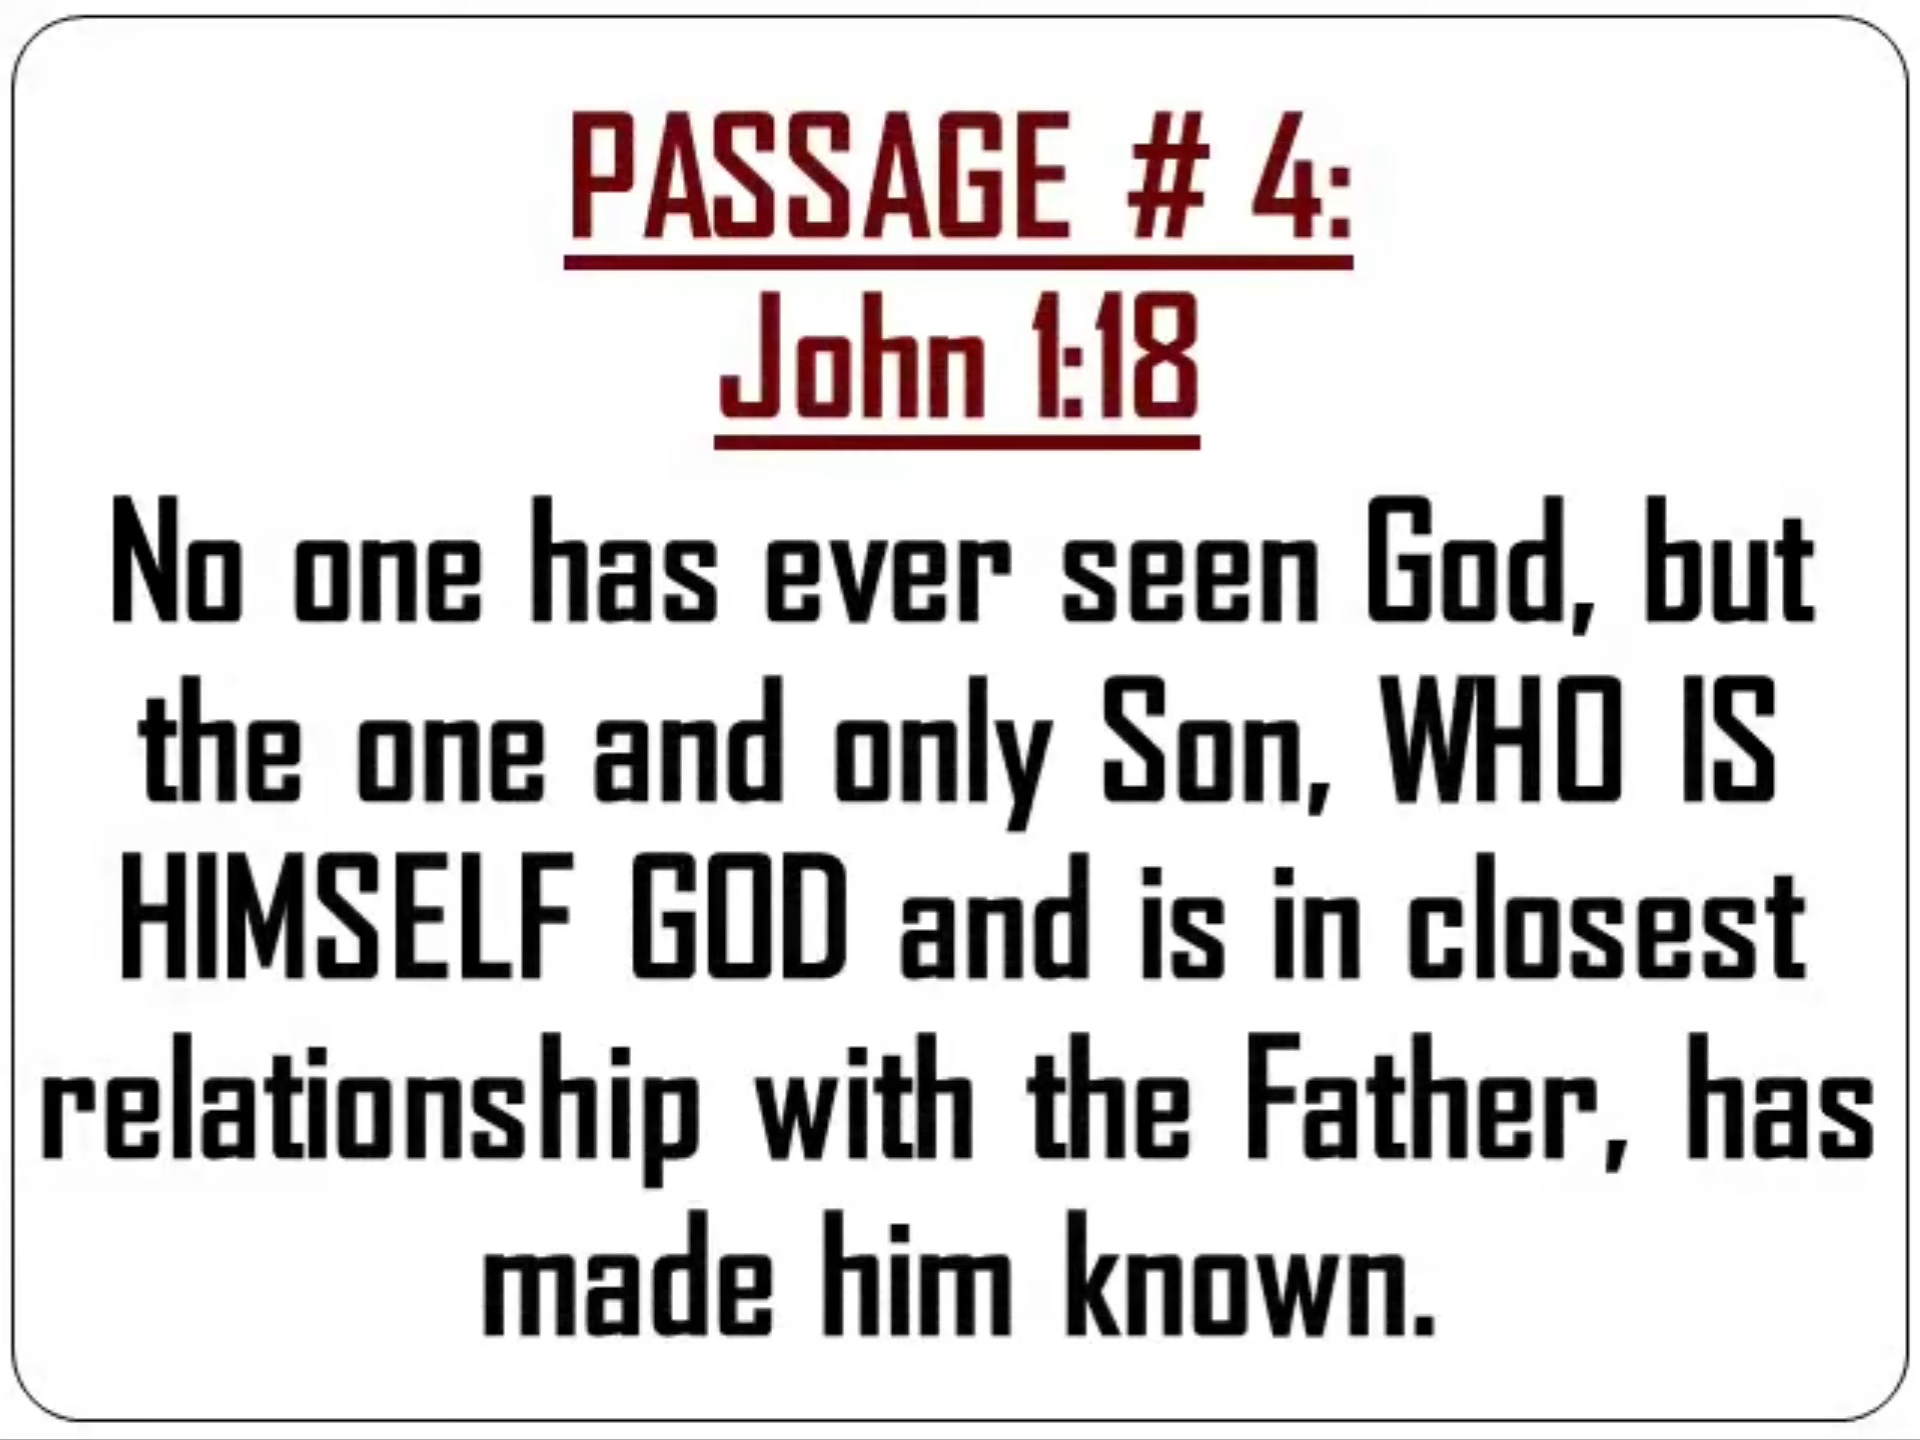 PASSAGE # 4:
John 1:18
No one has ever seen God, but
the one and only Son, WHO IS
HIMSELF GOD and is in closest
relationship with the Father, has
made him known.